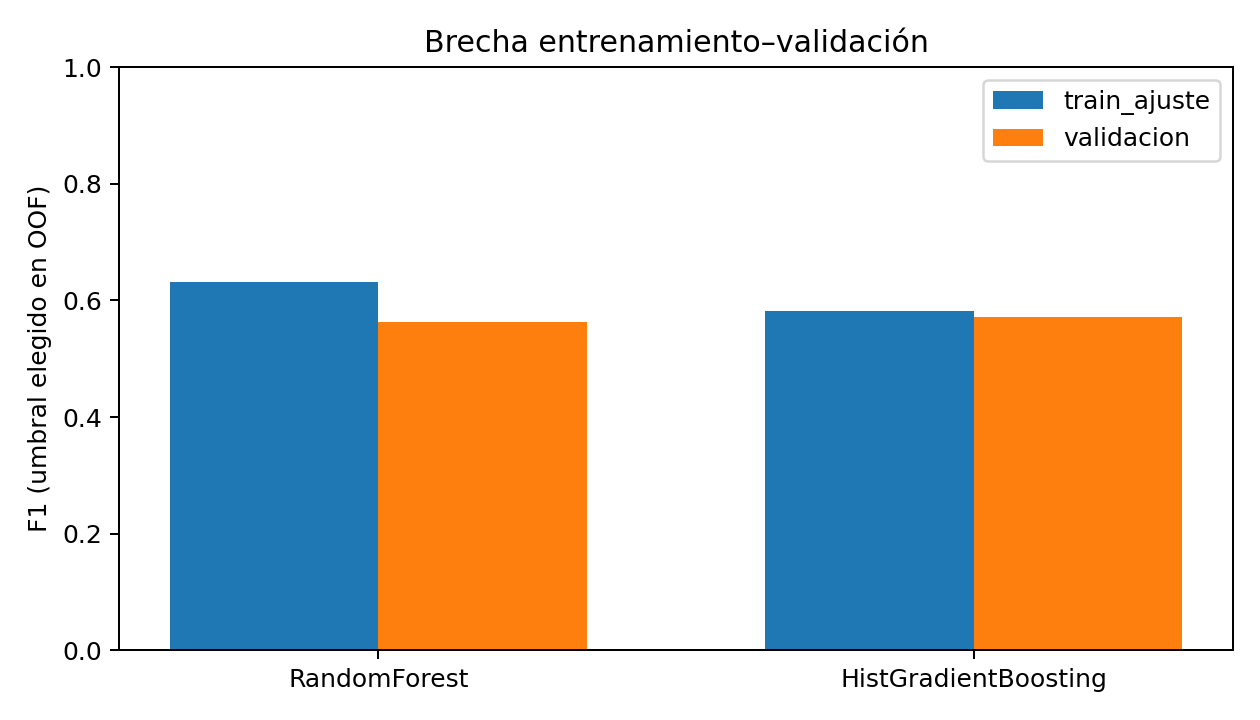 Brecha entrenamiento–validación
F1 (umbral elegido en OOF)
1.0
0.8
0.6
0.4
0.2
0.0
train_ajuste
validacion
RandomForest
HistGradientBoosting